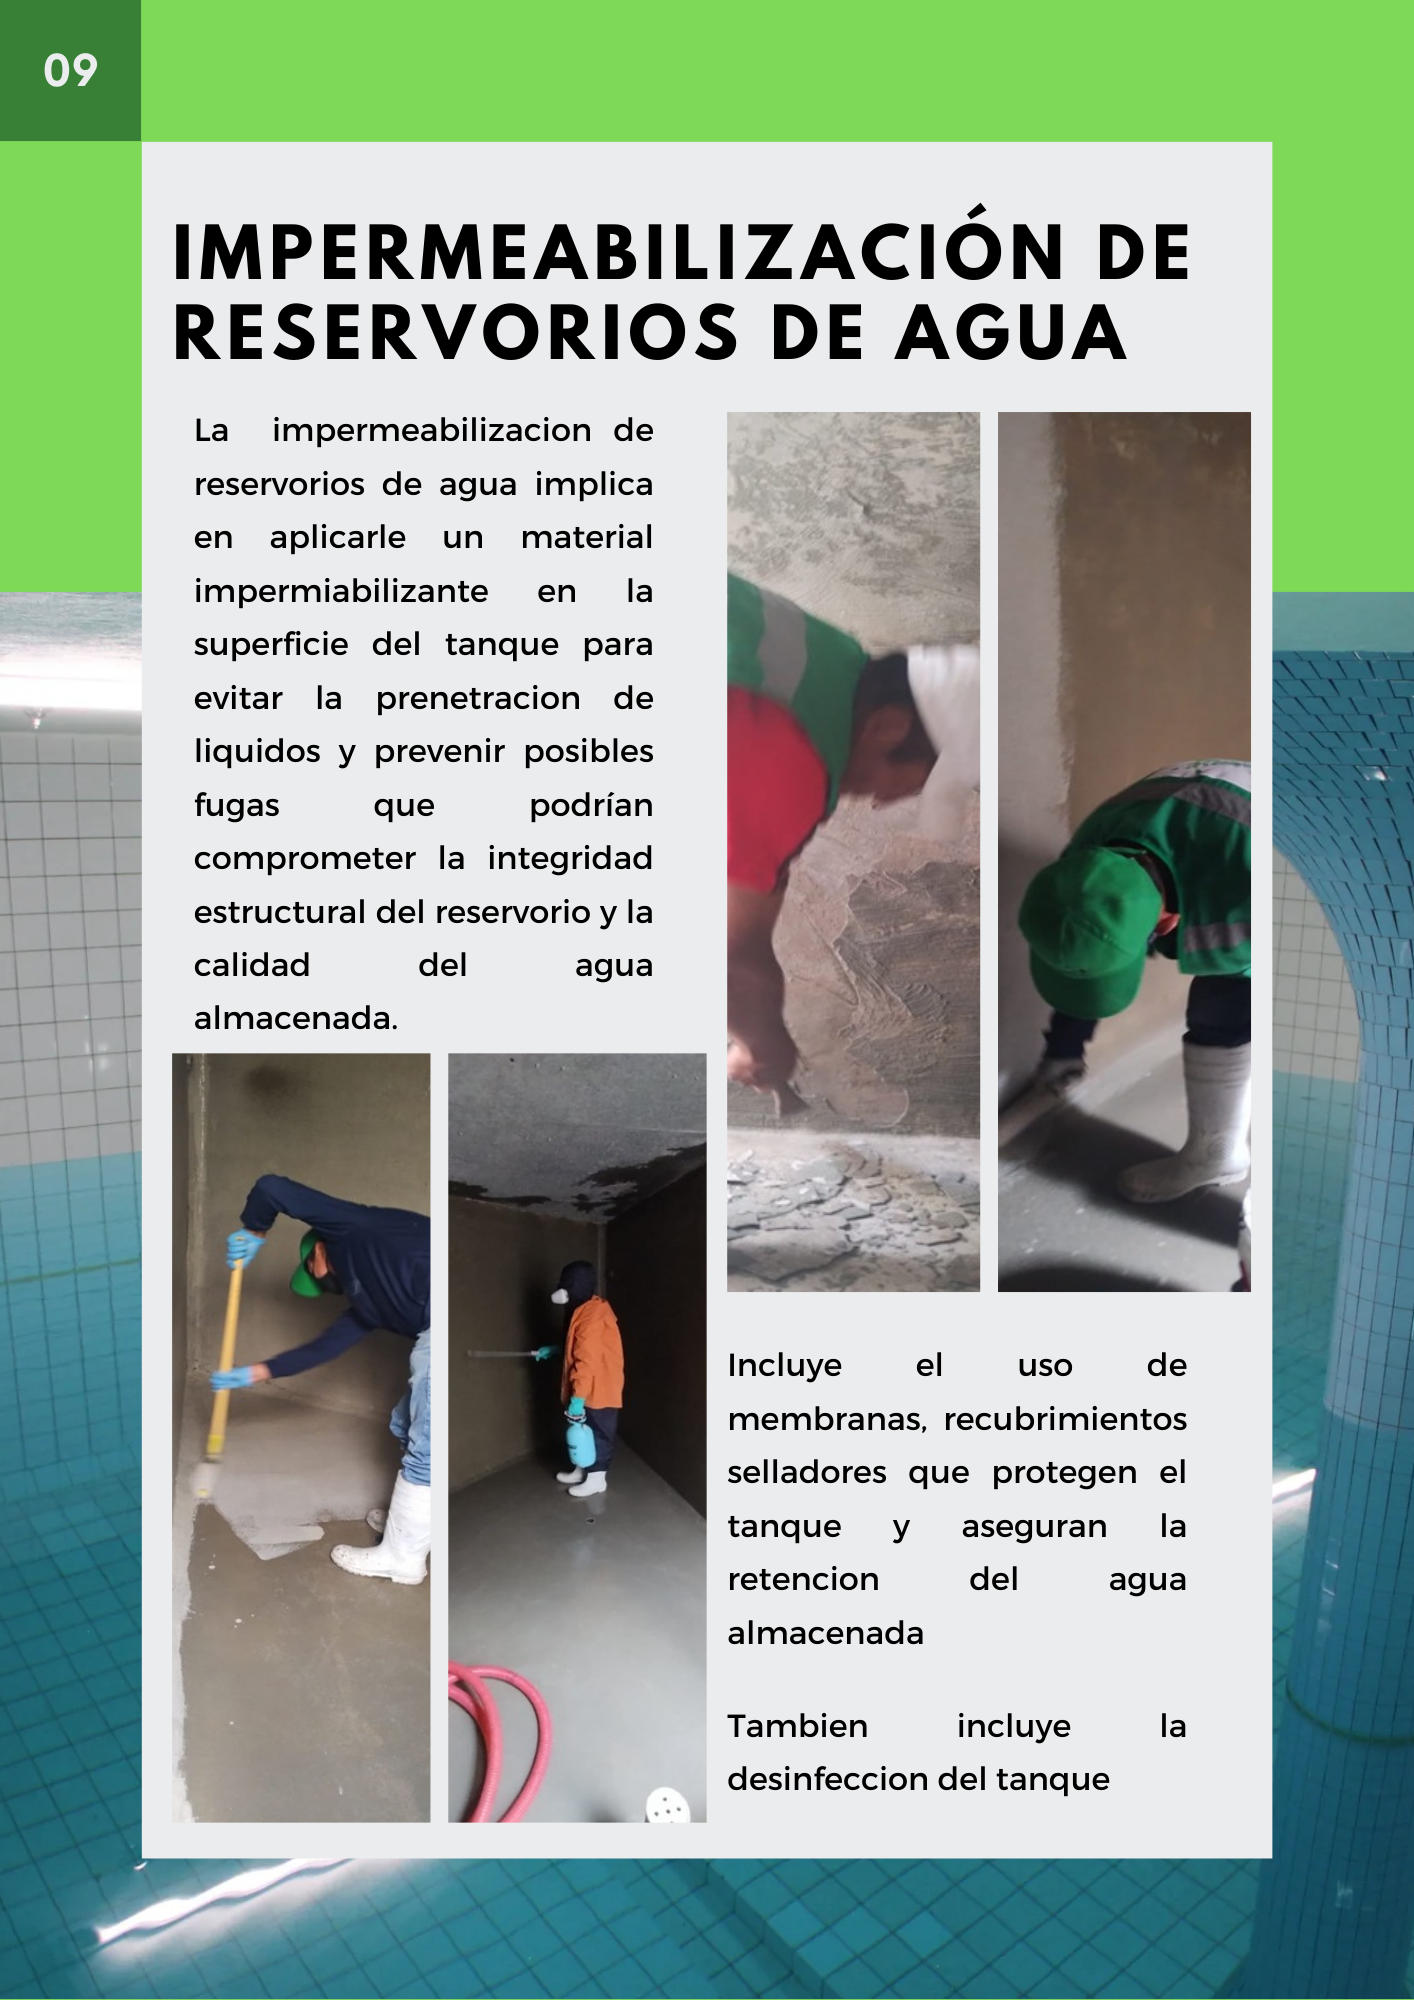 09
IMPERMEABILIZACIÓN DE
RESERVORIOS DE AGUA
La impermeabilizacion de
reservorios de agua implica
en aplicarle un material
impermiabilizante en la
superficie del tanque para
evitar la prenetracion de
liquidos y prevenir posibles
fugas que podrían
comprometer la integridad
estructural del reservorio y la
calidad del agua
almacenada.
Incluye el uso de
membranas, recubrimientos
selladores que protegen el
tanque y aseguran la
retencion del agua
almacenada
Tambien incluye la
desinfeccion del tanque